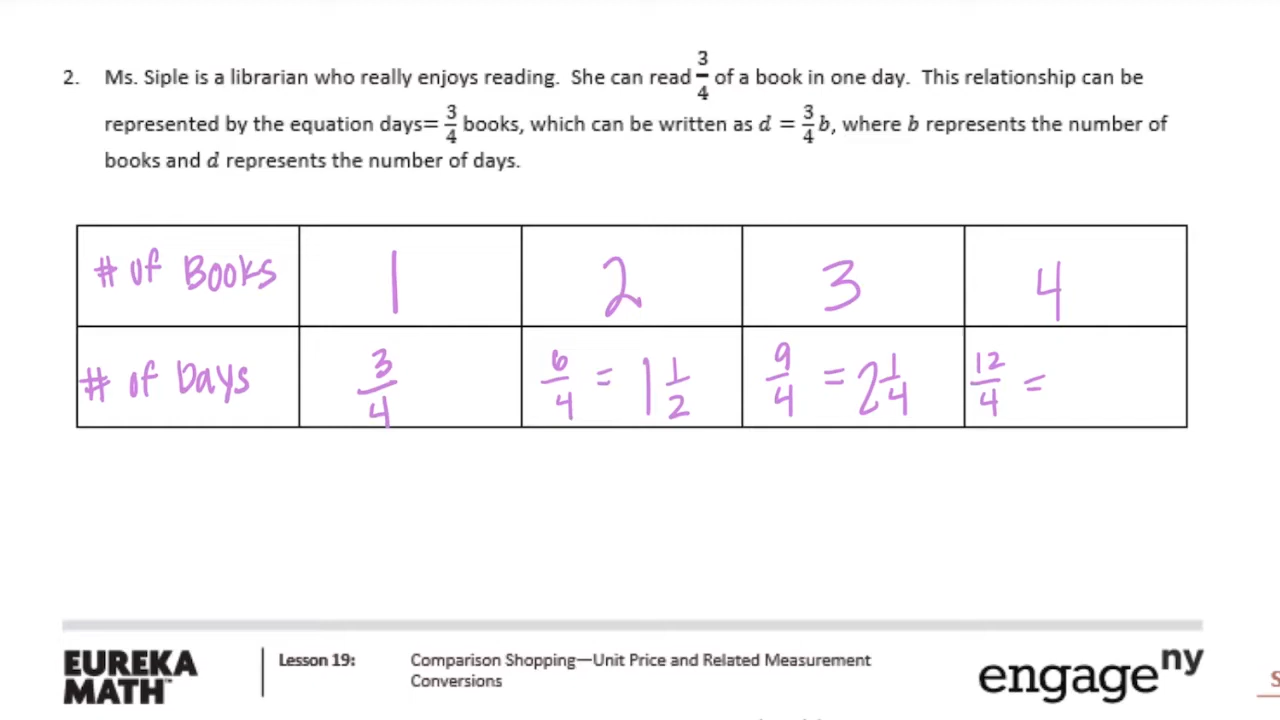 2. Ms. Siple is a librarian who really enjoys reading. She can read 3/4 of a book in one day. This relationship can be
represented by the equation days= 3/4 books, which can be written as d = 3/4 b, where b represents the number of
books and d represents the number of days.
# of Books 1 2 3 4
# of Days 3/4 6/4 = 1 1/2 9/4 = 2 1/4 12/4 =
EUREKA
MATH™
Lesson 19:
Comparison Shopping—Unit Price and Related Measurement
Conversions
engage ny
S